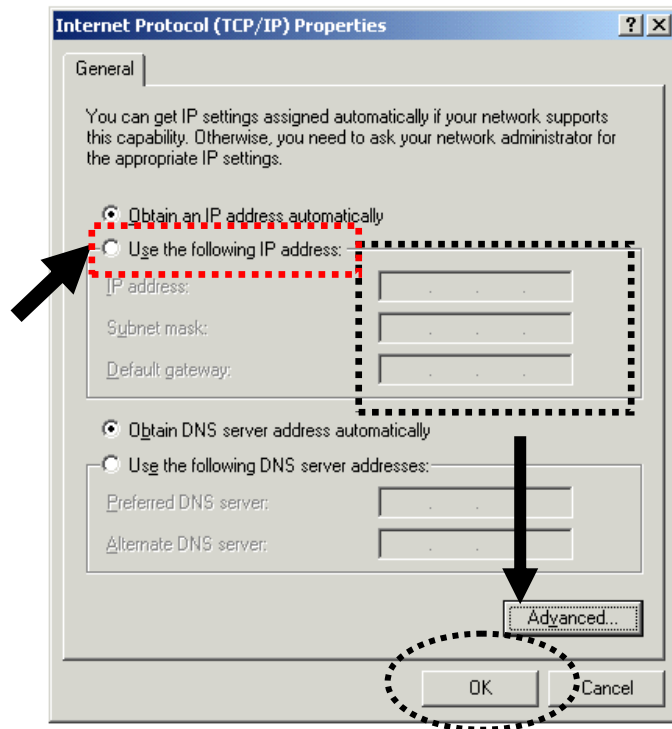 Internet Protocol (TCP/IP) Properties
General
You can get IP settings assigned automatically if your network supports
this capability. Otherwise, you need to ask your network administrator for
the appropriate IP settings.
Obtain an IP address automatically
Use the following IP address:
IP address:
Subnet mask:
Default gateway:
Obtain DNS server address automatically
Use the following DNS server addresses:
Preferred DNS server:
Alternate DNS server:
Advanced...
OK Cancel